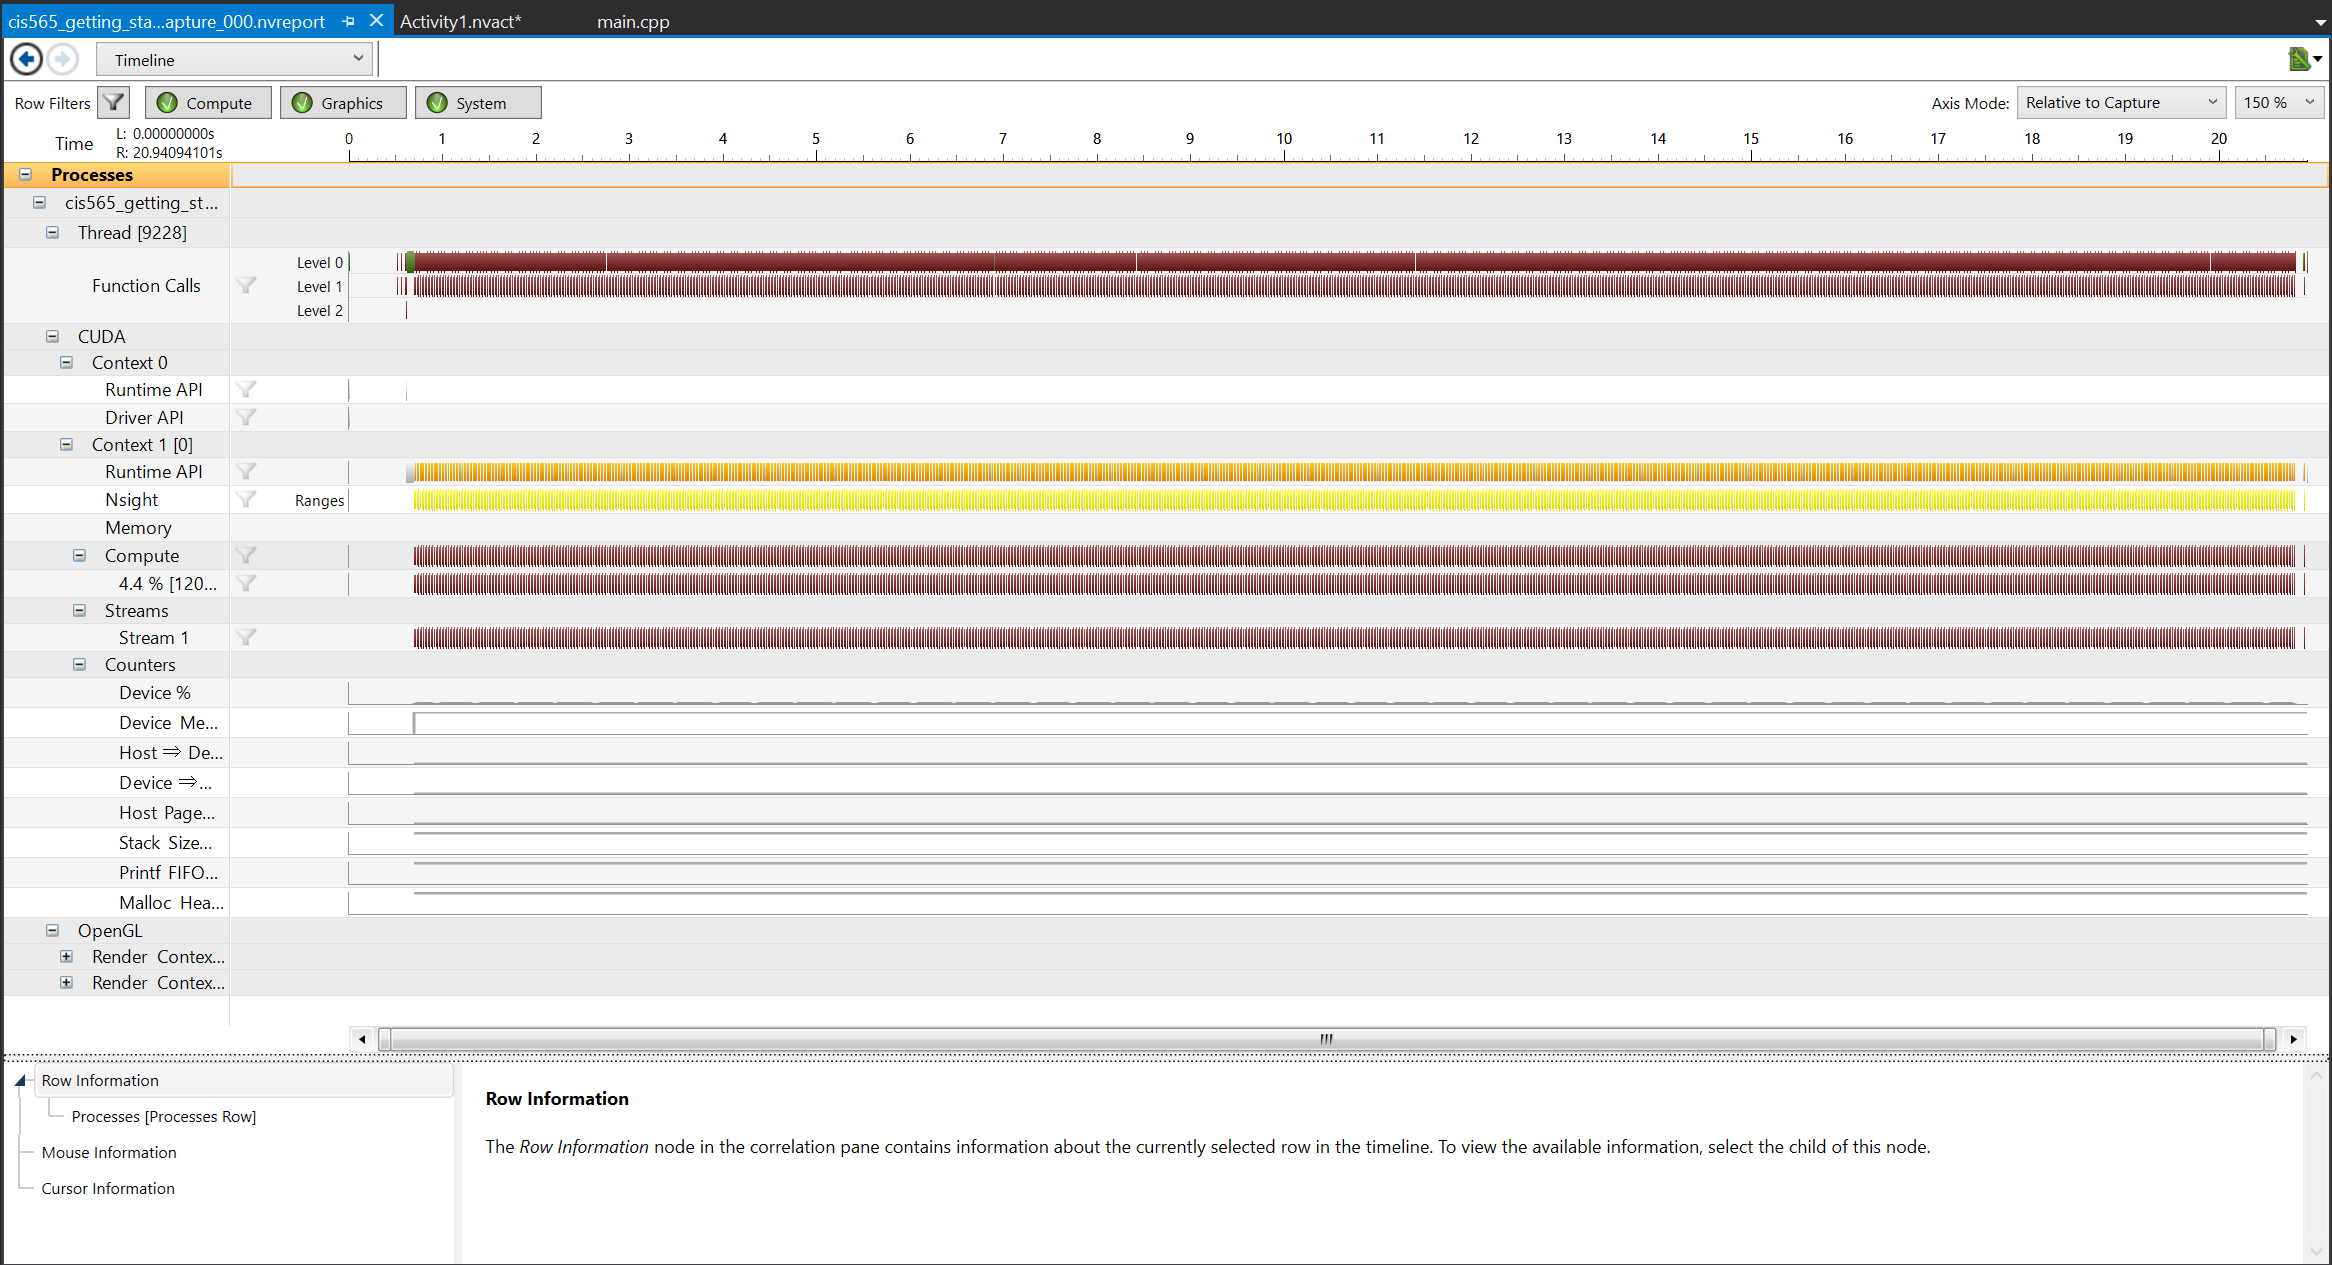 cis565_getting_sta...apture_000.nvreport Activity1.nvact* main.cpp
Timeline
Row Filters Compute Graphics System Axis Mode: Relative to Capture 150 %
Time L: 0.00000000s 0 1 2 3 4 5 6 7 8 9 10 11 12 13 14 15 16 17 18 19 20
R: 20.94094101s
Processes
cis565_getting_st...
Thread [9228]
Function Calls
Level 0
Level 1
Level 2
CUDA
Context 0
Runtime API
Driver API
Context 1 [0]
Runtime API
Nsight Ranges
Memory
Compute
4.4 % [120...
Streams
Stream 1
Counters
Device %
Device Me...
Host ⇒ De...
Device ⇒...
Host Page...
Stack Size...
Printf FIFO...
Malloc Hea...
OpenGL
Render Contex...
Render Contex...
Row Information
Processes [Processes Row]
Mouse Information
Cursor Information
Row Information
The Row Information node in the correlation pane contains information about the currently selected row in the timeline. To view the available information, select the child of this node.